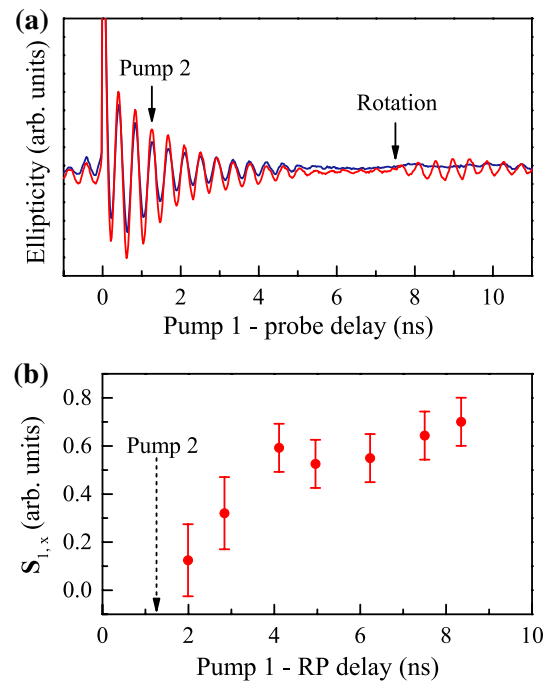 (a)
Pump 2
Rotation
Ellipticity (arb. units)
0 2 4 6 8 10
Pump 1 - probe delay (ns)
(b)
0.8
0.6
0.4
0.2
0.0
Pump 2
S1,x (arb. units)
0 2 4 6 8 10
Pump 1 - RP delay (ns)